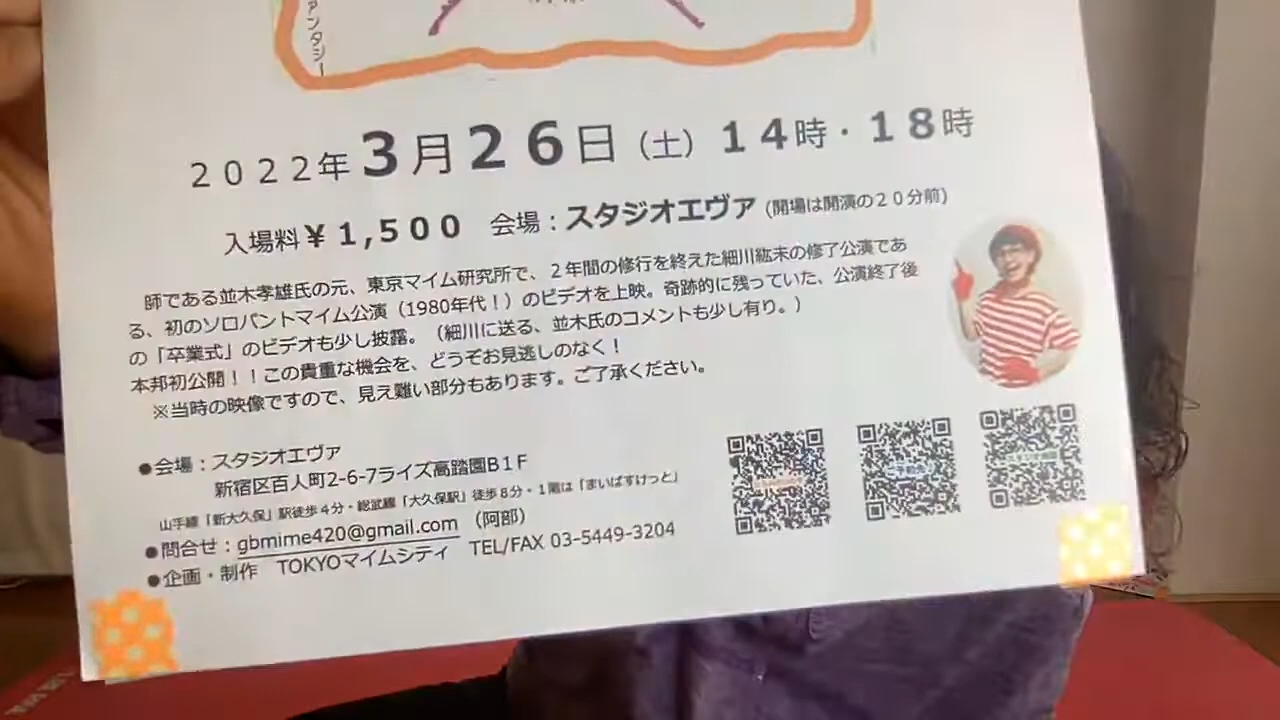 アンタジー
2022年3月26日（土）14時・18時
入場料￥1,500 会場：スタジオエヴァ (開場は開演の20分前)
師である並木孝雄氏の元、東京マイム研究所で、2年間の修行を終えた細川紘未の修了公演であ
る、初のソロパントマイム公演（1980年代！）のビデオを上映。奇跡的に残っていた、公演終了後
の「卒業式」のビデオも少し披露。（細川に送る、並木氏のコメントも少し有り。）
本邦初公開！！この貴重な機会を、どうぞお見逃しのなく！
※当時の映像ですので、見え難い部分もあります。ご了承ください。
●会場：スタジオエヴァ
新宿区百人町2-6-7ライズ高踏園B1F
山手線「新大久保」駅徒歩4分・総武線「大久保駅」徒歩8分・1階は「まいばすけっと」
●問合せ：gbmime420@gmail.com （阿部）
●企画・制作 TOKYOマイムシティ TEL/FAX 03-5449-3204